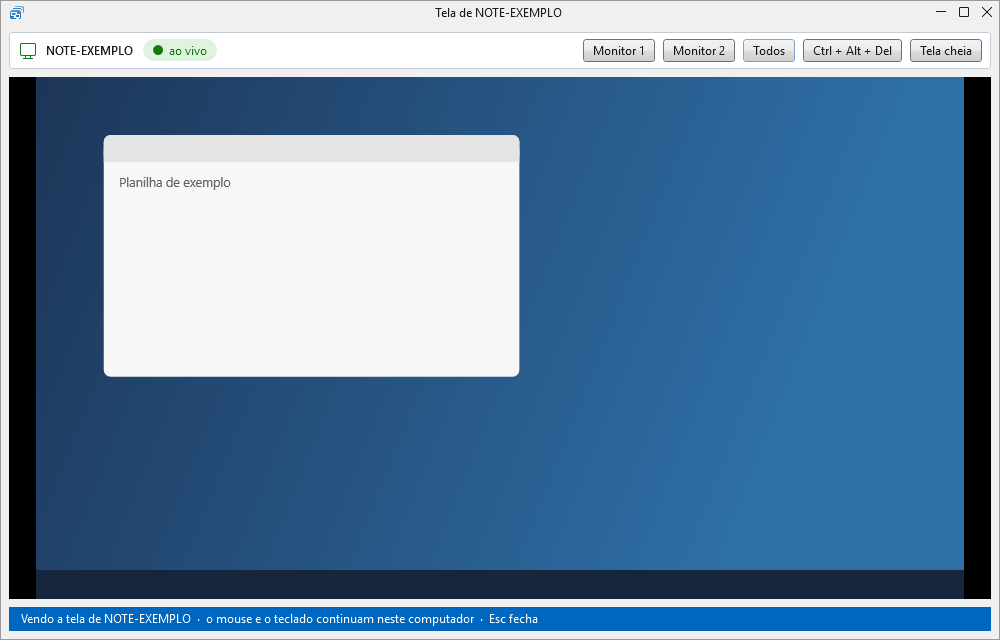 Tela de NOTE-EXEMPLO
NOTE-EXEMPLO ao vivo Monitor 1 Monitor 2 Todos Ctrl + Alt + Del Tela cheia
Planilha de exemplo
Vendo a tela de NOTE-EXEMPLO · o mouse e o teclado continuam neste computador · Esc fecha